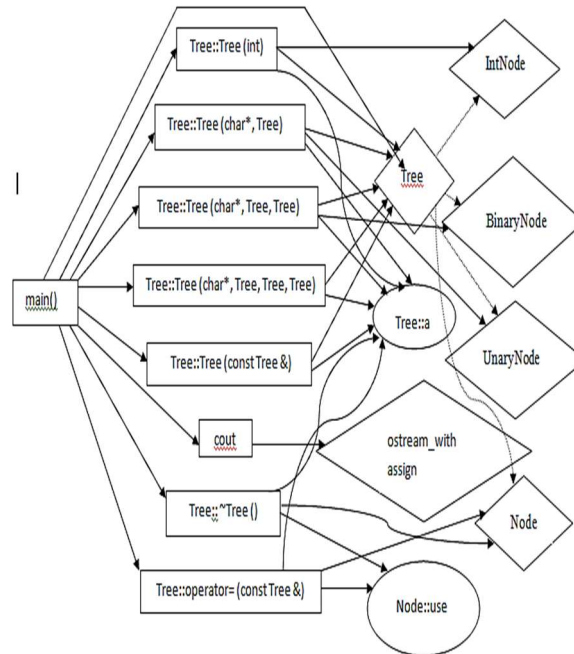 Tree::Tree (int)
IntNode
Tree::Tree (char*, Tree)
Tree
Tree::Tree (char*, Tree, Tree)
BinaryNode
Tree::Tree (char*, Tree, Tree, Tree)
main()
Tree::a
Tree::Tree (const Tree &)
UnaryNode
cout
ostream_with
assign
Tree:: ~Tree ()
Node
Tree::operator= (const Tree &)
Node::use